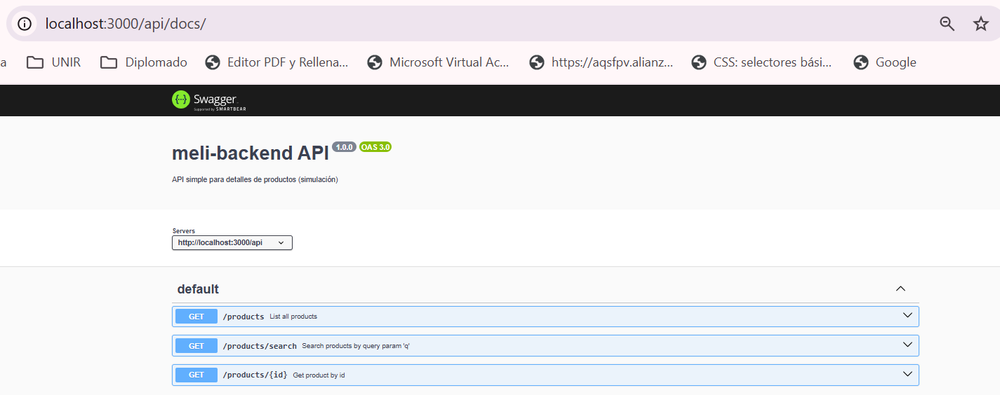 localhost:3000/api/docs/
a UNIR Diplomado Editor PDF y Rellena... Microsoft Virtual Ac... https://aqsfpv.alianz... CSS: selectores bási... Google
{···} Swagger
Supported by SMARTBEAR
meli-backend API 1.0.0 OAS 3.0
API simple para detalles de productos (simulación)
Servers
http://localhost:3000/api
default
GET /products List all products
GET /products/search Search products by query param 'q'
GET /products/{id} Get product by id